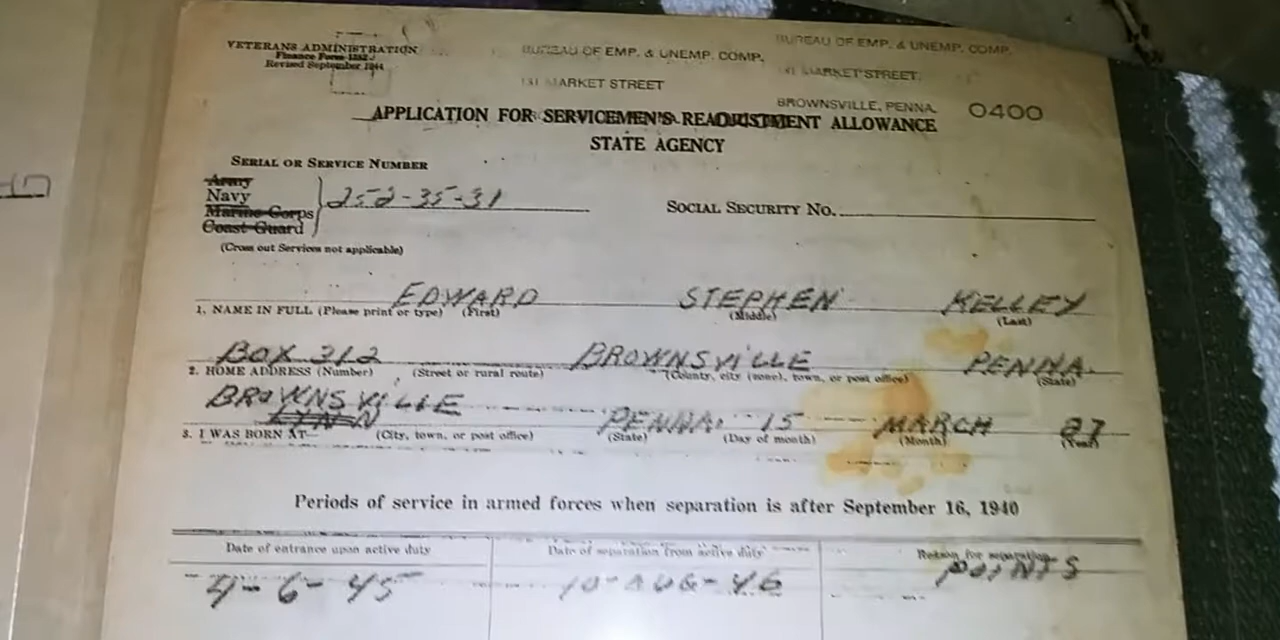 VETERANS ADMINISTRATION
Revised September 1944
BUREAU OF EMP. & UNEMP. COMP.
BUREAU OF EMP. & UNEMP. COMP.
MARKET STREET
MARKET STREET
BROWNSVILLE, PENNA. 0400
APPLICATION FOR SERVICEMEN'S READJUSTMENT ALLOWANCE
STATE AGENCY
SERIAL OR SERVICE NUMBER
Army
Navy 252-35-31
Marine Corps
Coast Guard
SOCIAL SECURITY No.
(Cross out Services not applicable)
EDWARD STEPHEN KELLEY
1. NAME IN FULL (Please print or type) (First) (Middle) (Last)
BOX 312 BROWNSVILLE PENNA.
2. HOME ADDRESS (Number) (Street or rural route) (County, city (zone), town, or post office) (State)
BROWNSVILLE PENNA. 15 MARCH 27
3. I WAS BORN AT (City, town, or post office) (State) (Day of month) (Month) (Year)
Periods of service in armed forces when separation is after September 16, 1940
Date of entrance upon active duty Date of separation from active duty Reason for separation
4-6-45 10-AUG-46 POINTS